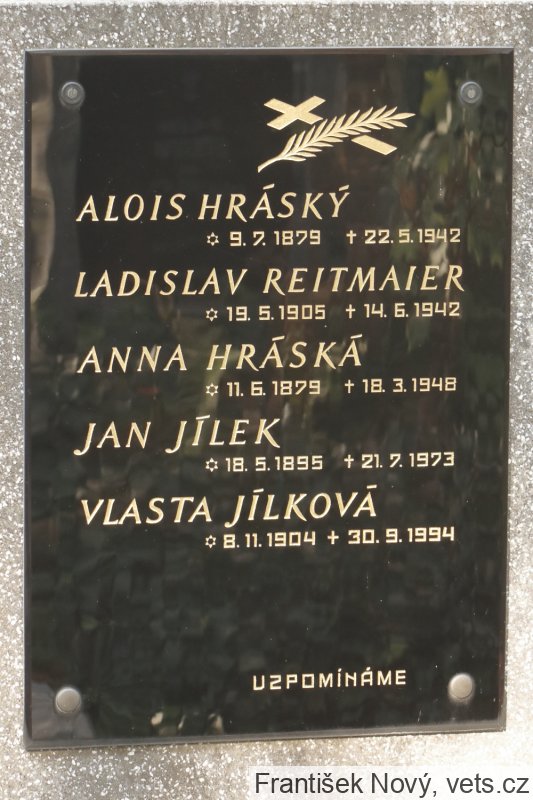 ALOIS HRÁSKÝ
✡ 9. 7. 1879 ✝ 22. 5. 1942
LADISLAV REITMAIER
✡ 19. 5. 1905 ✝ 14. 6. 1942
ANNA HRÁSKÁ
✡ 11. 6. 1879 ✝ 18. 3. 1948
JAN JÍLEK
✡ 18. 5. 1895 ✝ 21. 7. 1973
VLASTA JÍLKOVÁ
✡ 8. 11. 1904 ✝ 30. 9. 1994
UZPOMÍNÁME
František Nový, vets.cz